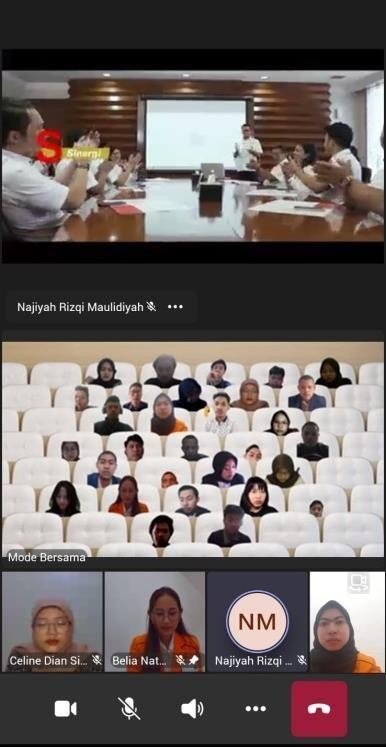 S
Sinergi
Najiyah Rizqi Maulidiyah
Mode Bersama
Celine Dian Si...
Belia Nat...
NM
Najiyah Rizqi ...